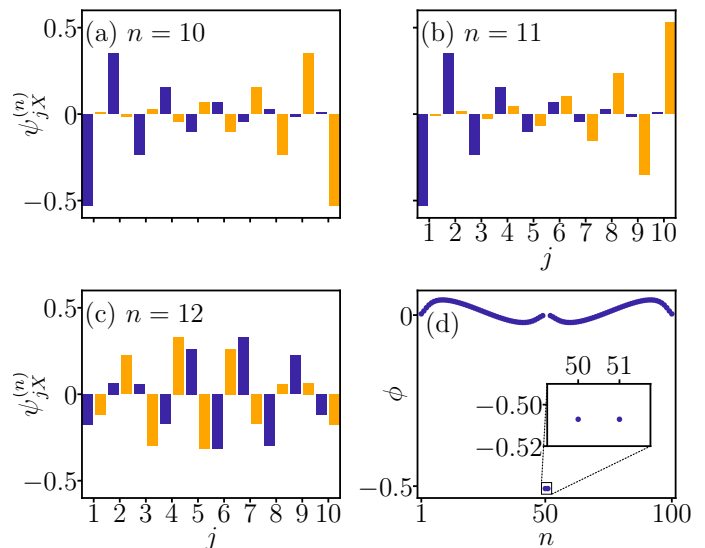 0.5
(a) n = 10
(b) n = 11
0
ψ_{jX}^{(n)}
−0.5
1 2 3 4 5 6 7 8 9 10
j
0.5
(c) n = 12
(d)
0
0
ψ_{jX}^{(n)}
ϕ
50 51
−0.50
−0.52
−0.5
−0.5
1 2 3 4 5 6 7 8 9 10
j
1 50 100
n